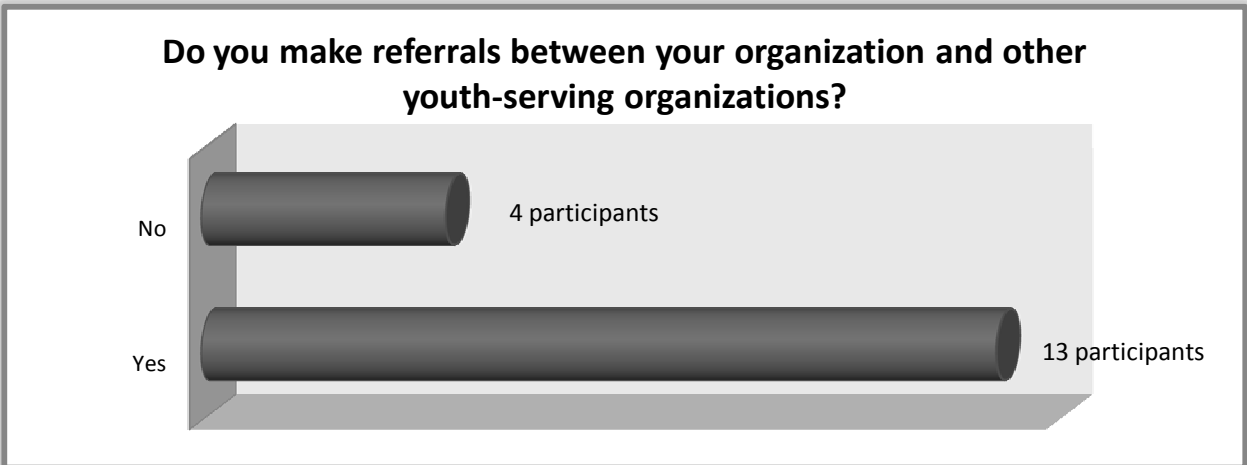 Do you make referrals between your organization and other
youth-serving organizations?
No
4 participants
Yes
13 participants